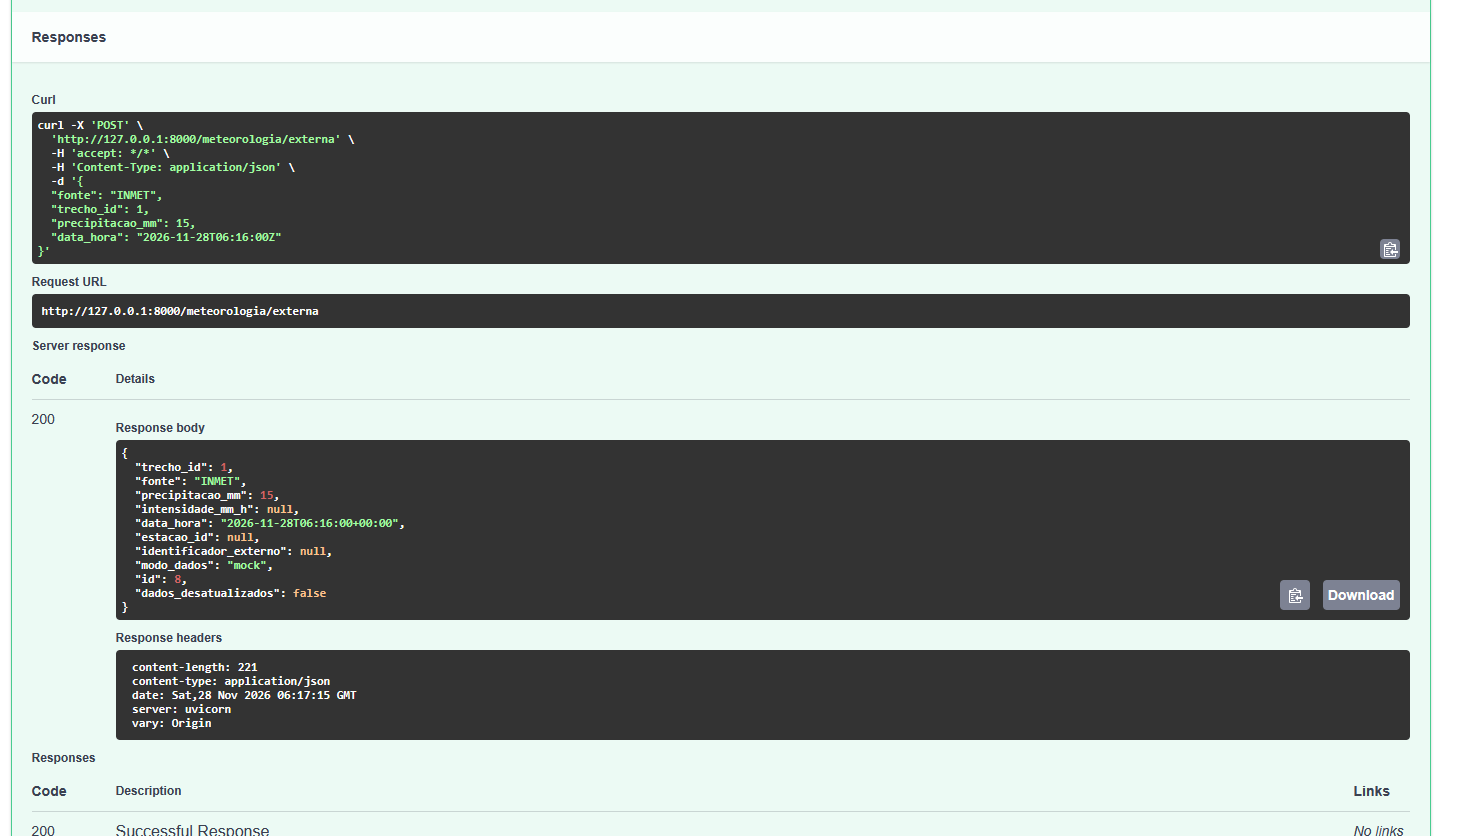 Responses
Curl
curl -X 'POST' \
'http://127.0.0.1:8000/meteorologia/externa' \
-H 'accept: */*' \
-H 'Content-Type: application/json' \
-d '{
"fonte": "INMET",
"trecho_id": 1,
"precipitacao_mm": 15,
"data_hora": "2026-11-28T06:16:00Z"
}'
Request URL
http://127.0.0.1:8000/meteorologia/externa
Server response
Code Details
200
Response body
{
"trecho_id": 1,
"fonte": "INMET",
"precipitacao_mm": 15,
"intensidade_mm_h": null,
"data_hora": "2026-11-28T06:16:00+00:00",
"estacao_id": null,
"identificador_externo": null,
"modo_dados": "mock",
"id": 8,
"dados_desatualizados": false
}
Download
Response headers
content-length: 221
content-type: application/json
date: Sat,28 Nov 2026 06:17:15 GMT
server: uvicorn
vary: Origin
Responses
Code Description Links
200 Successful Response No links